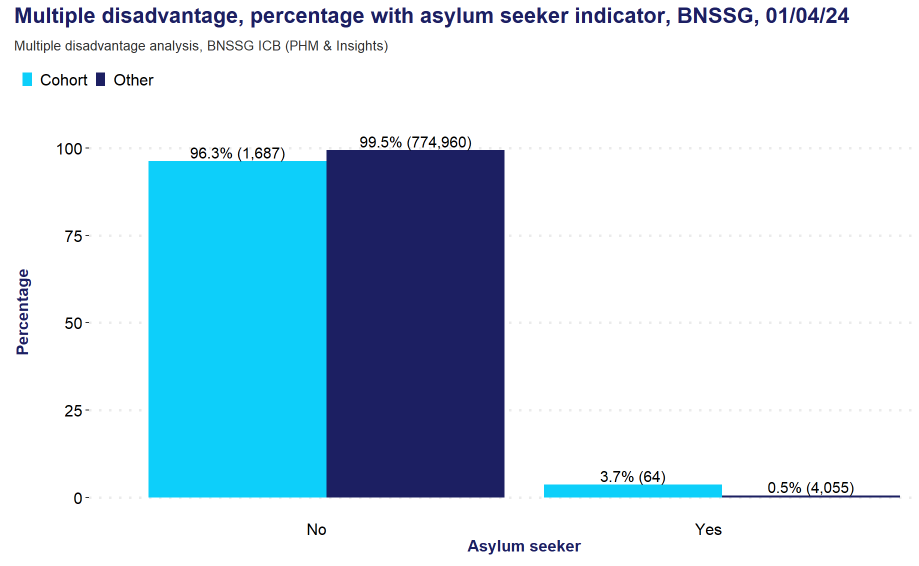 Multiple disadvantage, percentage with asylum seeker indicator, BNSSG, 01/04/24
Multiple disadvantage analysis, BNSSG ICB (PHM & Insights)
Cohort Other
Percentage
100
75
50
25
0
96.3% (1,687)
99.5% (774,960)
3.7% (64)
0.5% (4,055)
No
Yes
Asylum seeker